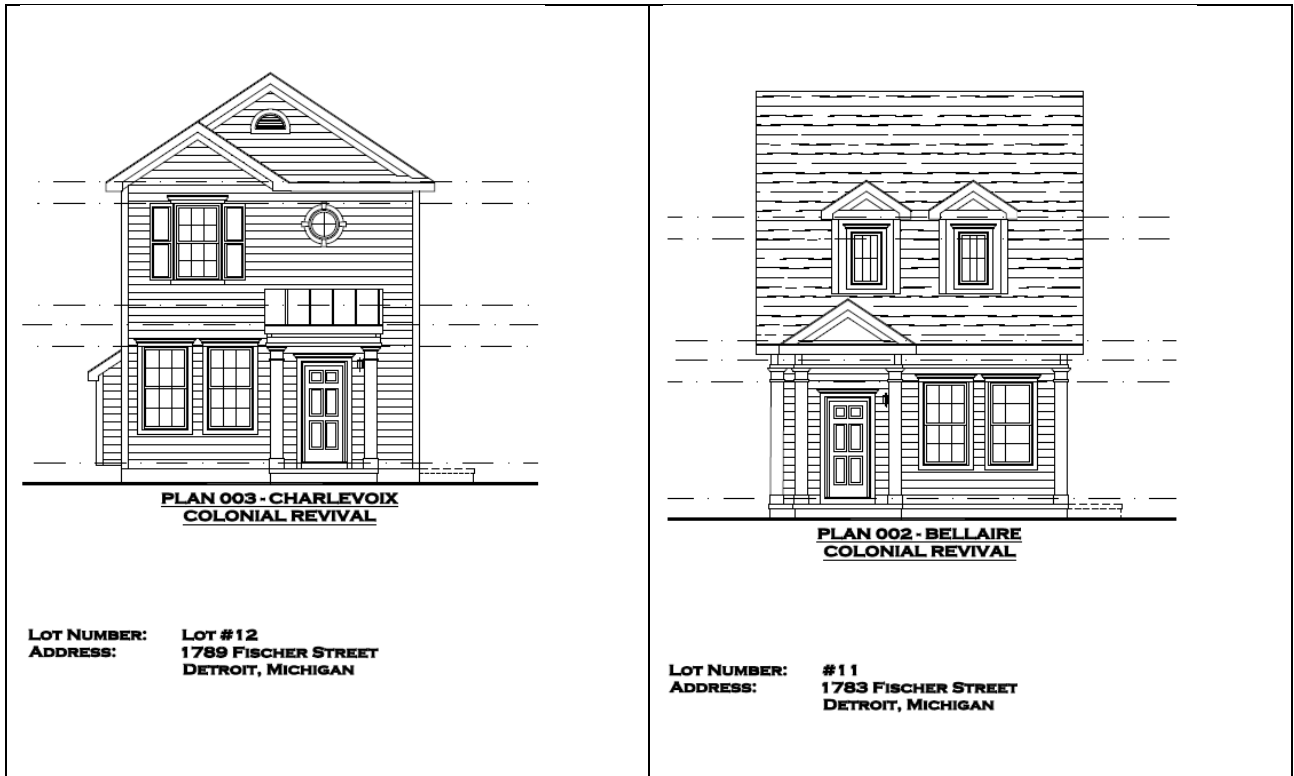 PLAN 003 - CHARLEVOIX
COLONIAL REVIVAL
LOT NUMBER: LOT #12
ADDRESS: 1789 FISCHER STREET
DETROIT, MICHIGAN
PLAN 002 - BELLAIRE
COLONIAL REVIVAL
LOT NUMBER: #11
ADDRESS: 1783 FISCHER STREET
DETROIT, MICHIGAN